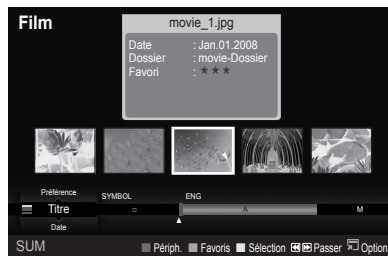 Film
movie_1.jpg
Date : Jan.01.2008
Dossier : movie-Dossier
Favori : ★★★
Préférence
SYMBOL ENG
Titre
A M
Date
SUM
Périph. Favoris Sélection Passer Option